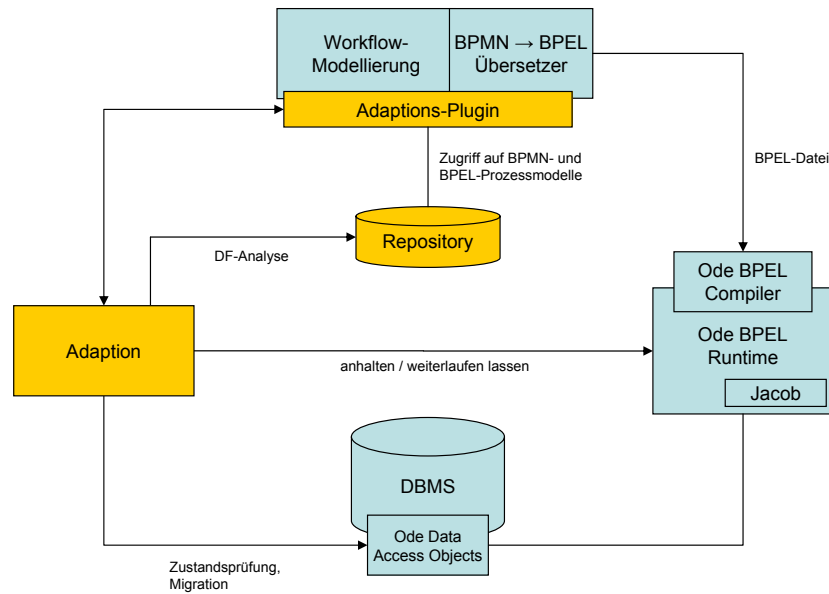 Workflow-
Modellierung
BPMN → BPEL
Übersetzer
Adaptions-Plugin
Zugriff auf BPMN- und
BPEL-Prozessmodelle
BPEL-Datei
Repository
DF-Analyse
Ode BPEL
Compiler
Adaption
Ode BPEL
Runtime
anhalten / weiterlaufen lassen
Jacob
DBMS
Ode Data
Access Objects
Zustandsprüfung,
Migration